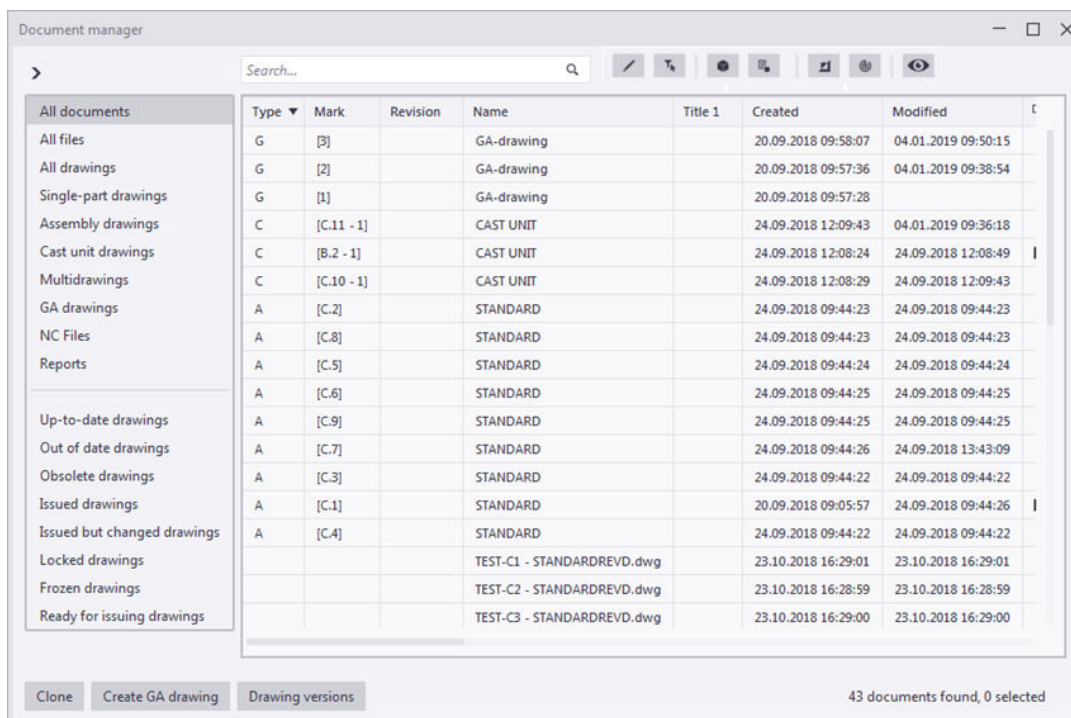 Document manager
Search...
All documents
All files
All drawings
Single-part drawings
Assembly drawings
Cast unit drawings
Multidrawings
GA drawings
NC Files
Reports
Up-to-date drawings
Out of date drawings
Obsolete drawings
Issued drawings
Issued but changed drawings
Locked drawings
Frozen drawings
Ready for issuing drawings
Type Mark Revision Name Title 1 Created Modified
G [3] GA-drawing 20.09.2018 09:58:07 04.01.2019 09:50:15
G [2] GA-drawing 20.09.2018 09:57:36 04.01.2019 09:38:54
G [1] GA-drawing 20.09.2018 09:57:28
C [C.11 - 1] CAST UNIT 24.09.2018 12:09:43 04.01.2019 09:36:18
C [B.2 - 1] CAST UNIT 24.09.2018 12:08:24 24.09.2018 12:08:49
C [C.10 - 1] CAST UNIT 24.09.2018 12:08:29 24.09.2018 12:09:43
A [C.2] STANDARD 24.09.2018 09:44:23 24.09.2018 09:44:23
A [C.8] STANDARD 24.09.2018 09:44:23 24.09.2018 09:44:23
A [C.5] STANDARD 24.09.2018 09:44:24 24.09.2018 09:44:24
A [C.6] STANDARD 24.09.2018 09:44:25 24.09.2018 09:44:25
A [C.9] STANDARD 24.09.2018 09:44:25 24.09.2018 09:44:25
A [C.7] STANDARD 24.09.2018 09:44:26 24.09.2018 13:43:09
A [C.3] STANDARD 24.09.2018 09:44:22 24.09.2018 09:44:22
A [C.1] STANDARD 20.09.2018 09:05:57 24.09.2018 09:44:26
A [C.4] STANDARD 24.09.2018 09:44:22 24.09.2018 09:44:22
TEST-C1 - STANDARDREVD.dwg 23.10.2018 16:29:01 23.10.2018 16:29:01
TEST-C2 - STANDARDREVD.dwg 23.10.2018 16:28:59 23.10.2018 16:28:59
TEST-C3 - STANDARDREVD.dwg 23.10.2018 16:29:00 23.10.2018 16:29:00
Clone Create GA drawing Drawing versions 43 documents found, 0 selected